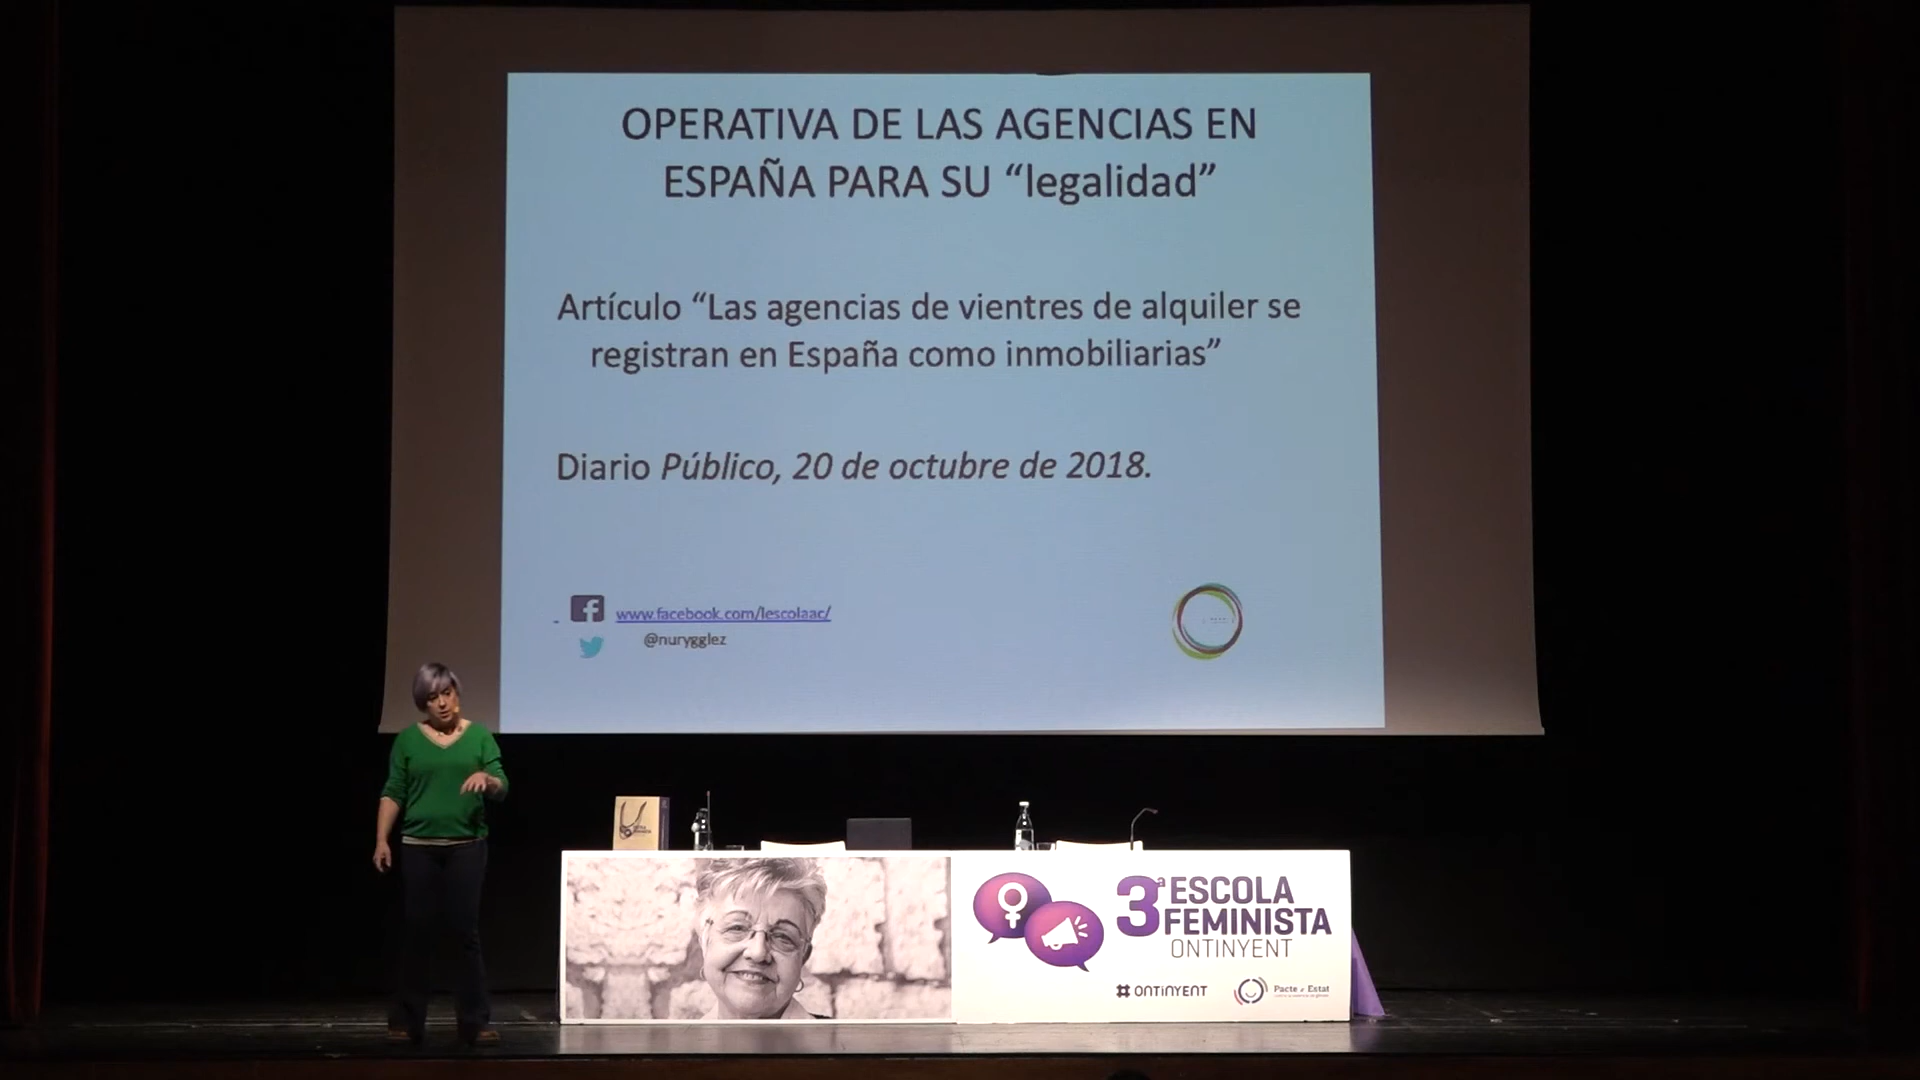 OPERATIVA DE LAS AGENCIAS EN
ESPAÑA PARA SU “legalidad”
Artículo “Las agencias de vientres de alquiler se
registran en España como inmobiliarias”
Diario Público, 20 de octubre de 2018.
www.facebook.com/lescolaac/
@nurygglez
3ª ESCOLA
FEMINISTA
ONTINYENT
ONTINYENT
Pacte d'Estat